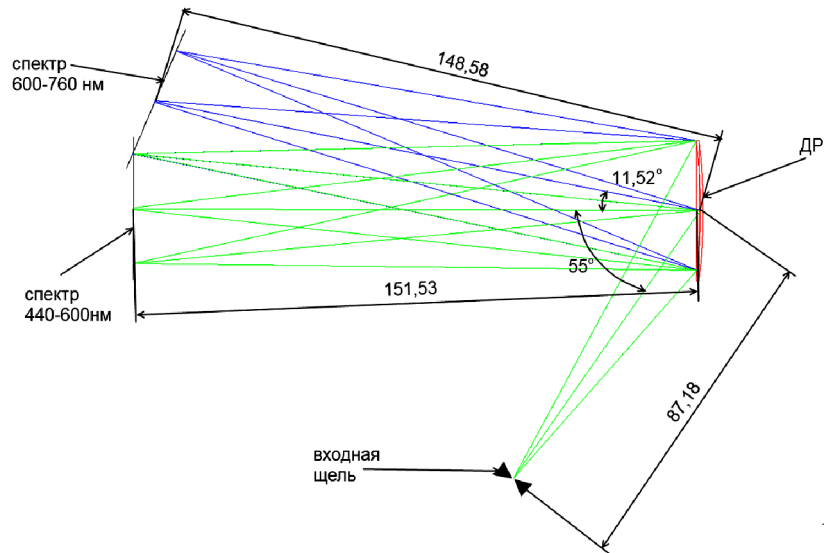 148,58
спектр
600-760 нм
ДР
11,52°
55°
спектр
440-600нм
151,53
87,18
входная
щель